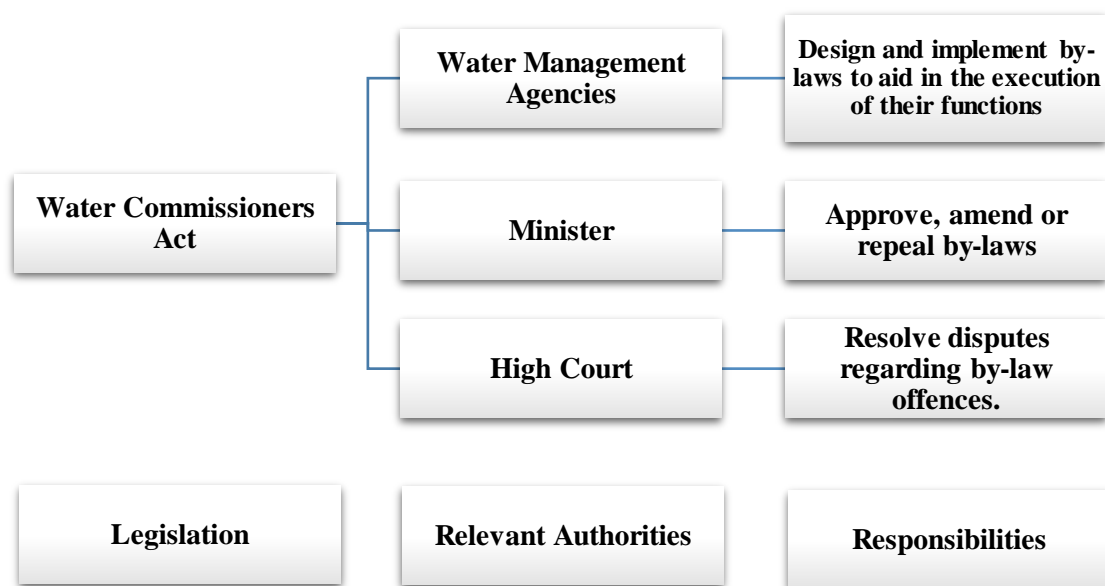 Water Management
Agencies
Design and implement by-
laws to aid in the execution
of their functions
Water Commissioners
Act
Minister
Approve, amend or
repeal by-laws
High Court
Resolve disputes
regarding by-law
offences.
Legislation
Relevant Authorities
Responsibilities